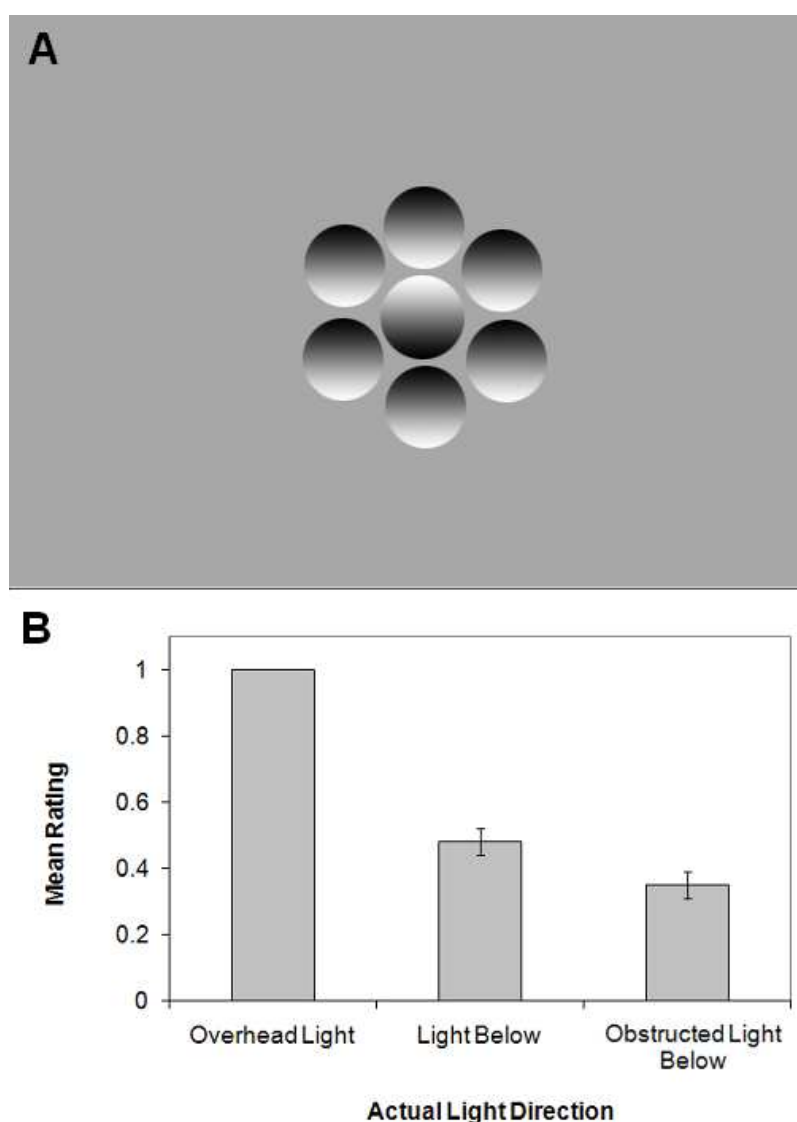 A
B
Mean Rating
1
0.8
0.6
0.4
0.2
0
Overhead Light
Light Below
Obstructed Light
Below
Actual Light Direction